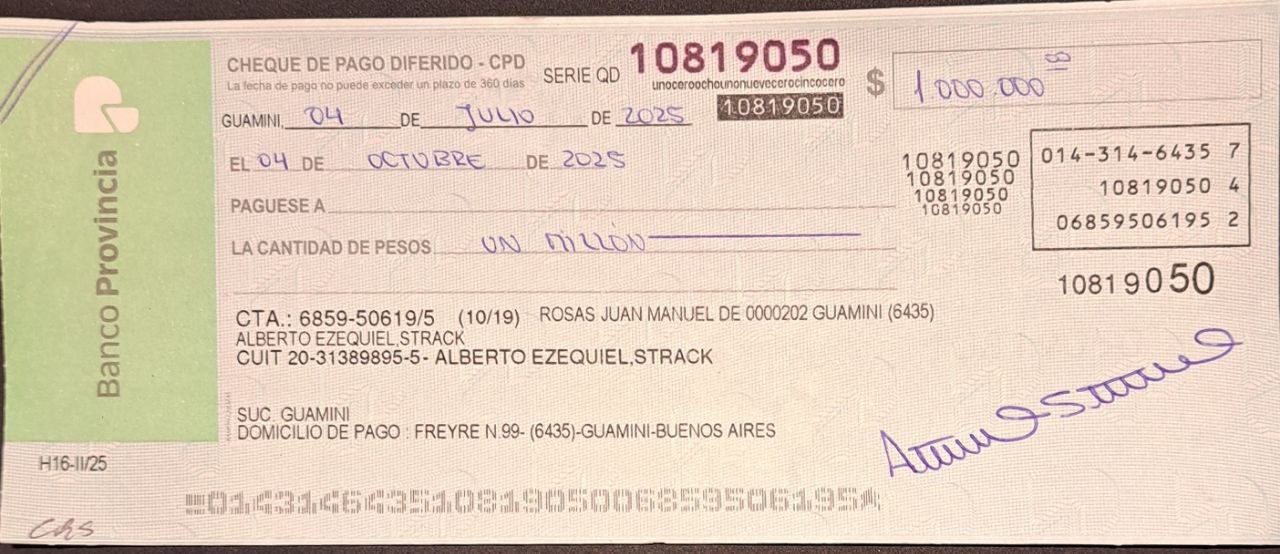 CHEQUE DE PAGO DIFERIDO - CPD
La fecha de pago no puede exceder un plazo de 360 días
SERIE QD 10819050
unoceroochounonuevecerocincocero
10819050
$ 1000.000 00
GUAMINI, 04 DE JULIO DE 2025
EL 04 DE OCTUBRE DE 2025
PAGUESE A
LA CANTIDAD DE PESOS UN MILLÓN
10819050
10819050
10819050
10819050
014-314-6435 7
10819050 4
06859506195 2
10819050
Banco Provincia
CTA.: 6859-50619/5 (10/19) ROSAS JUAN MANUEL DE 0000202 GUAMINI (6435)
ALBERTO EZEQUIEL,STRACK
CUIT 20-31389895-5- ALBERTO EZEQUIEL,STRACK
SUC. GUAMINI
DOMICILIO DE PAGO : FREYRE N.99- (6435)-GUAMINI-BUENOS AIRES
H16-II/25
01431464351081905006859506195